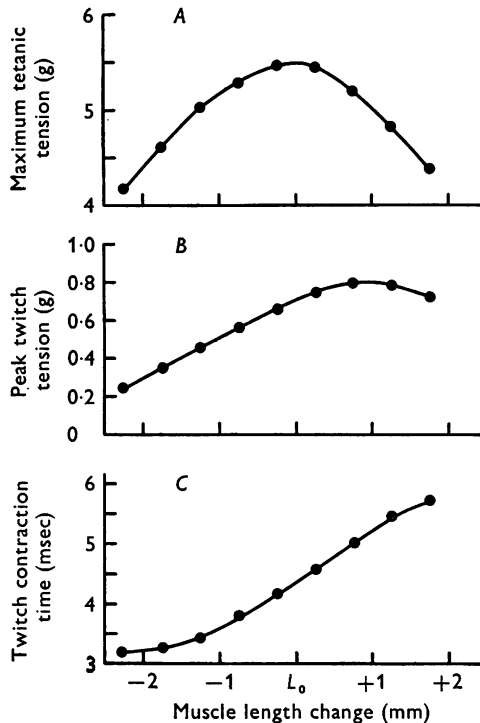 A
Maximum tetanic
tension (g)
6
5
4
B
Peak twitch
tension (g)
1·0
0·8
0·6
0·4
0·2
0
C
Twitch contraction
time (msec)
6
5
4
3
−2 −1 L₀ +1 +2
Muscle length change (mm)